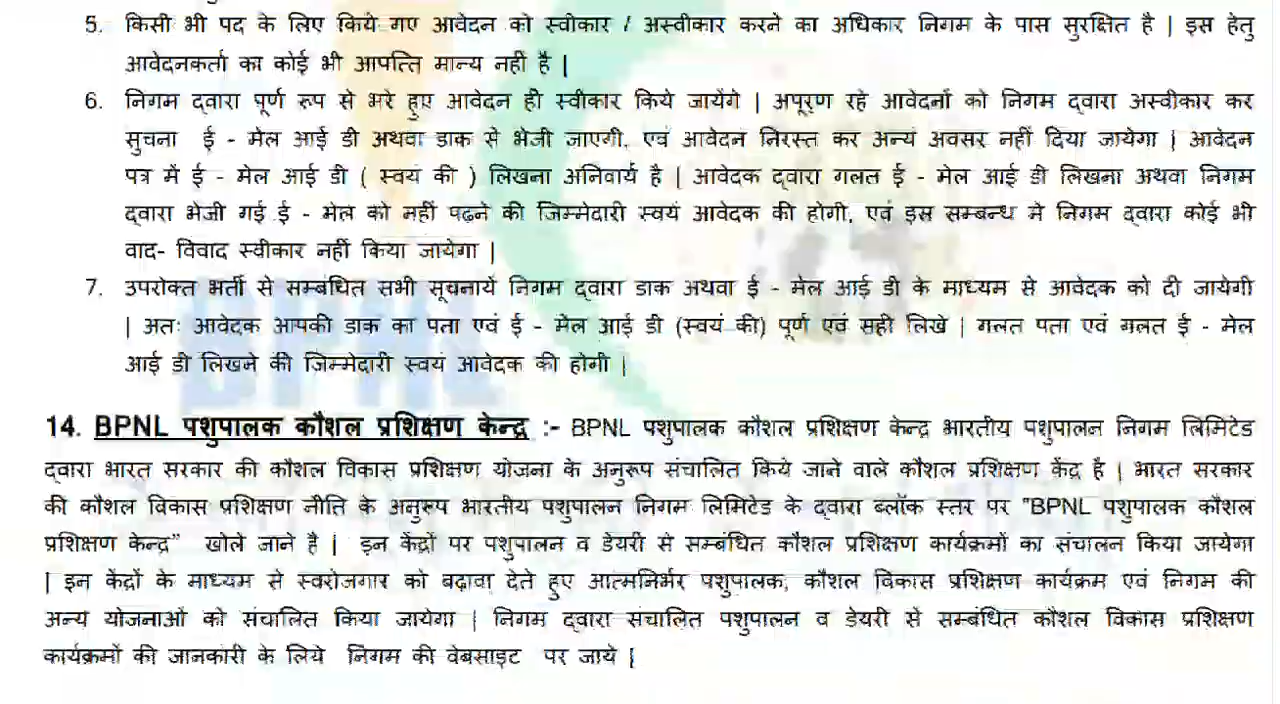 5. किसी भी पद के लिए किये गए आवेदन को स्वीकार / अस्वीकार करने का अधिकार निगम के पास सुरक्षित है | इस हेतु
आवेदनकर्ता का कोई भी आपत्ति मान्य नहीं है |
6. निगम द्वारा पूर्ण रुप से भरे हुए आवेदन ही स्वीकार किये जायेंगे | अपूरण रहे आवेदनों को निगम द्वारा अस्वीकार कर
सुचना ई - मेल आई डी अथवा डाक से भेजी जाएगी, एवं आवेदन निरस्त कर अन्य अवसर नहीं दिया जायेगा | आवेदन
पत्र में ई - मेल आई डी ( स्वयं की ) लिखना अनिवार्य है | आवेदक द्वारा गलत ई - मेल आई डी लिखना अथवा निगम
द्वारा भेजी गई ई - मेल को नहीं पढ़ने की जिम्मेदारी स्वयं आवेदक की होगी, एवं इस सम्बन्ध मे निगम द्वारा कोई भी
वाद- विवाद स्वीकार नहीं किया जायेगा |
7. उपरोक्त भर्ती से सम्बंधित सभी सूचनायें निगम द्वारा डाक अथवा ई - मेल आई डी के माध्यम से आवेदक को दी जायेगी
| अतः आवेदक आपकी डाक का पता एवं ई - मेल आई डी (स्वयं की) पूर्ण एवं सही लिखे | गलत पता एवं गलत ई - मेल
आई डी लिखने की जिम्मेदारी स्वयं आवेदक की होगी |
14. BPNL पशुपालक कौशल प्रशिक्षण केन्द्र :- BPNL पशुपालक कौशल प्रशिक्षण केन्द्र भारतीय पशुपालन निगम लिमिटेड
द्वारा भारत सरकार की कौशल विकास प्रशिक्षण योजना के अनुरूप संचालित किये जाने वाले कौशल प्रशिक्षण केंद्र है | भारत सरकार
की कौशल विकास प्रशिक्षण नीति के अनुरूप भारतीय पशुपालन निगम लिमिटेड के द्वारा ब्लॉक स्तर पर "BPNL पशुपालक कौशल
प्रशिक्षण केन्द्र" खोले जाने है | इन केंद्रों पर पशुपालन व डेयरी से सम्बंधित कौशल प्रशिक्षण कार्यक्रमों का संचालन किया जायेगा
| इन केंद्रों के माध्यम से स्वरोजगार को बढ़ावा देते हुए आत्मनिर्भर पशुपालक, कौशल विकास प्रशिक्षण कार्यक्रम एवं निगम की
अन्य योजनाओं को संचालित किया जायेगा | निगम द्वारा संचालित पशुपालन व डेयरी से सम्बंधित कौशल विकास प्रशिक्षण
कार्यक्रमों की जानकारी के लिये निगम की वेबसाइट पर जाये |
BPNL